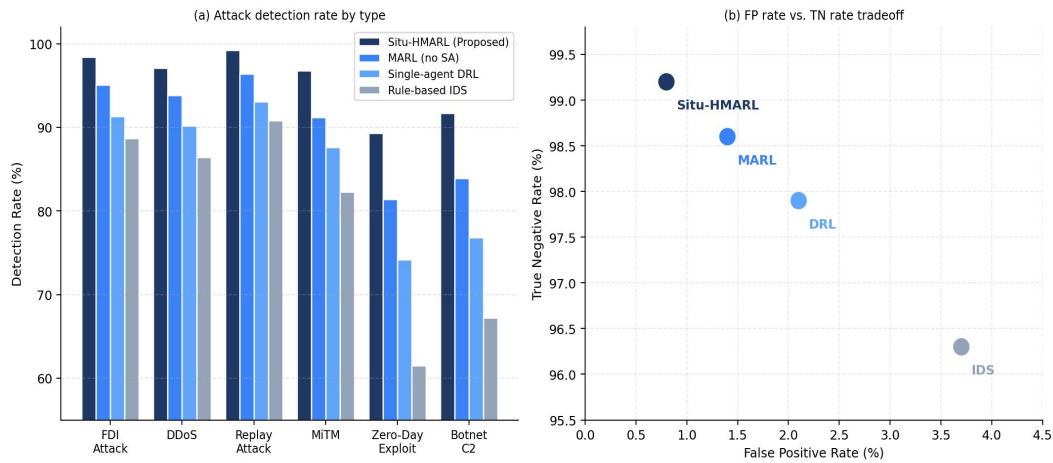 (a) Attack detection rate by type
Detection Rate (%)
100
90
80
70
60
Situ-HMARL (Proposed)
MARL (no SA)
Single-agent DRL
Rule-based IDS
FDI
Attack
DDoS
Replay
Attack
MiTM
Zero-Day
Exploit
Botnet
C2
(b) FP rate vs. TN rate tradeoff
True Negative Rate (%)
99.5
99.0
98.5
98.0
97.5
97.0
96.5
96.0
95.5
Situ-HMARL
MARL
DRL
IDS
0.0 0.5 1.0 1.5 2.0 2.5 3.0 3.5 4.0 4.5
False Positive Rate (%)